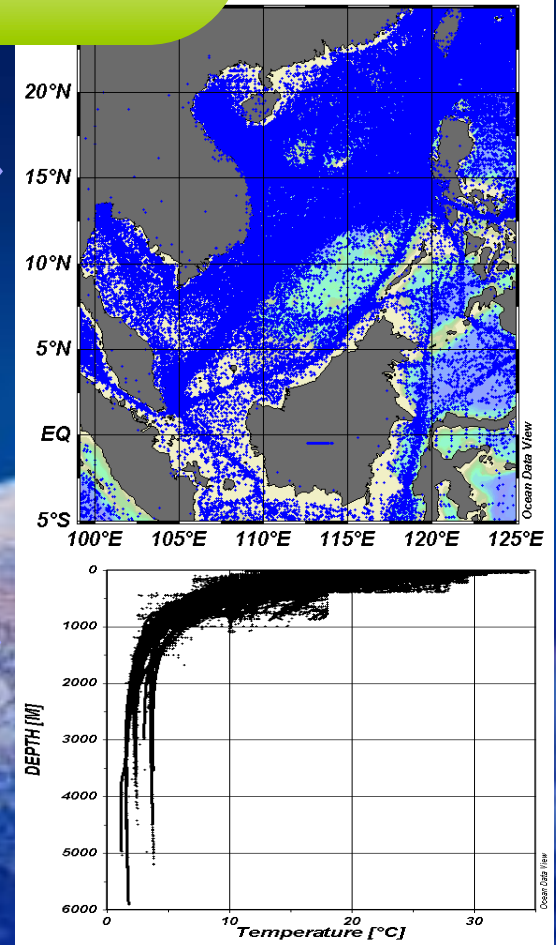 20°N
15°N
10°N
5°N
EQ
5°S
100°E 105°E 110°E 115°E 120°E 125°E
Ocean Data View
0
1000
2000
3000
4000
5000
6000
DEPTH [M]
0 10 20 30
Temperature [°C]
Ocean Data View